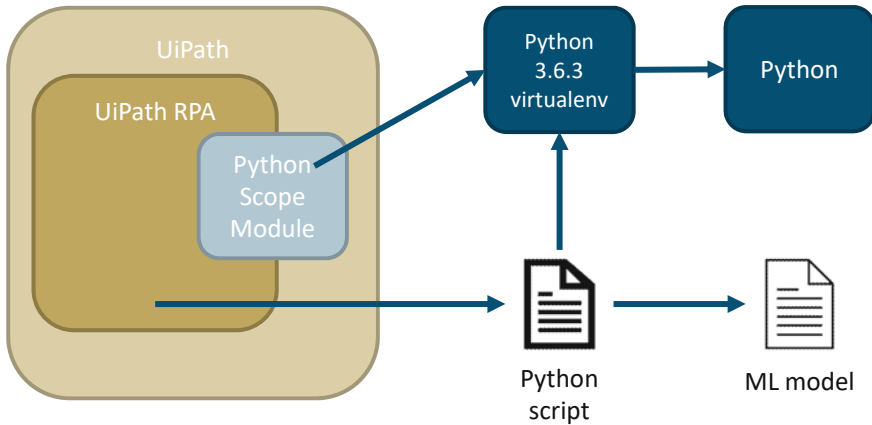 UiPath
UiPath RPA
Python
Scope
Module
Python
3.6.3
virtualenv
Python
Python
script
ML model